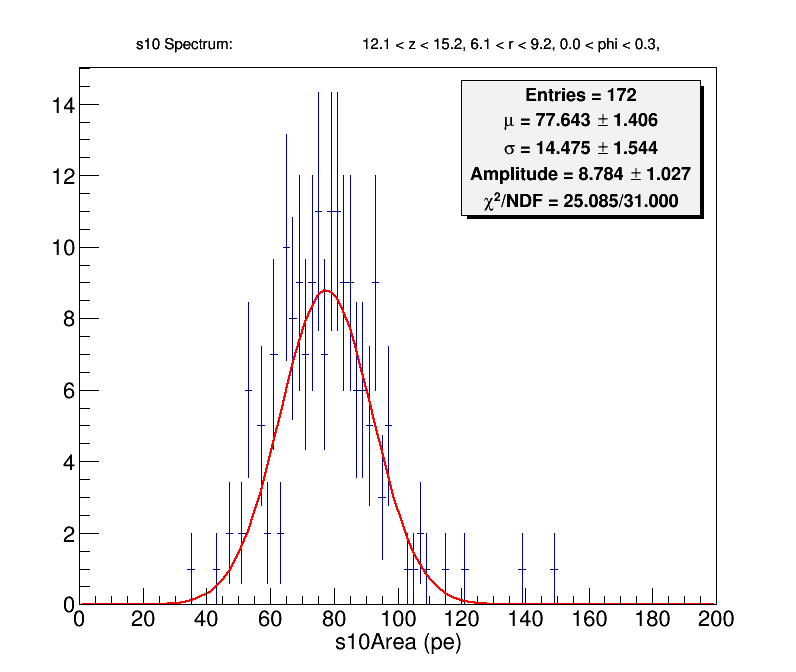 s10 Spectrum: 12.1 < z < 15.2, 6.1 < r < 9.2, 0.0 < phi < 0.3,
Entries = 172
μ = 77.643 ± 1.406
σ = 14.475 ± 1.544
Amplitude = 8.784 ± 1.027
χ²/NDF = 25.085/31.000
14
12
10
8
6
4
2
0
0 20 40 60 80 100 120 140 160 180 200
s10Area (pe)